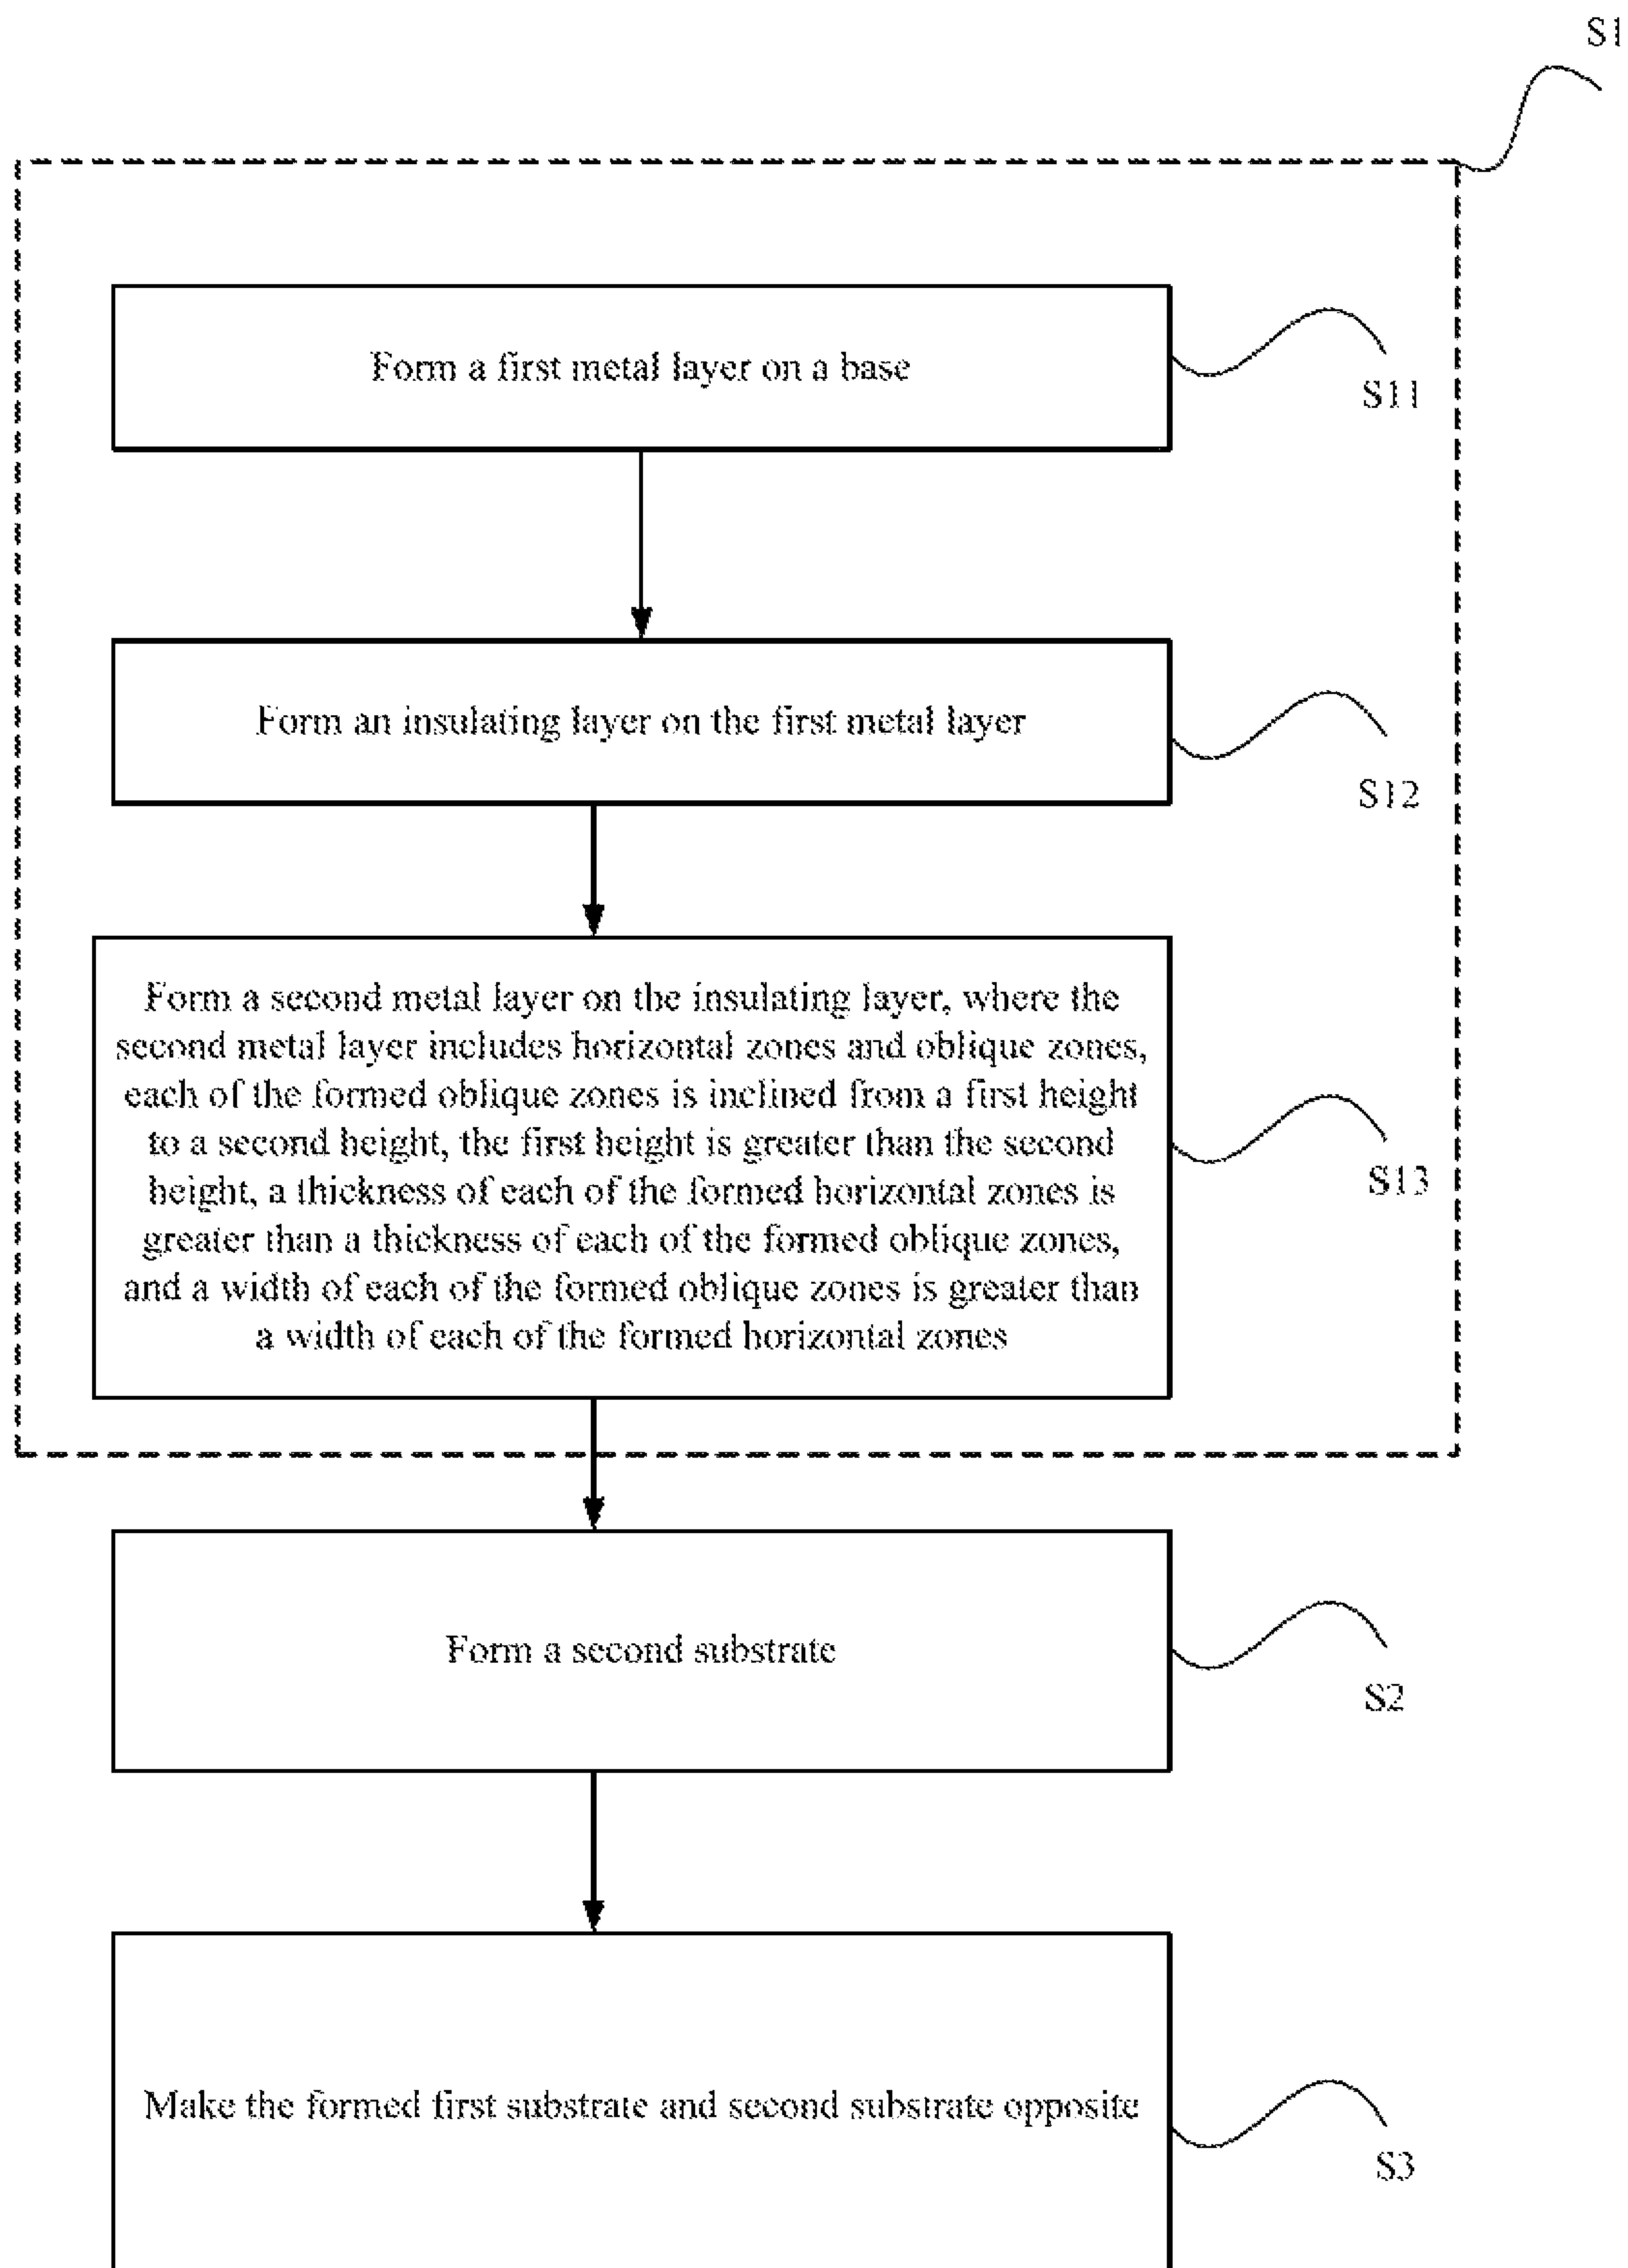 S1
Form a first metal layer on a base
S11
Form an insulating layer on the first metal layer
S12
Form a second metal layer on the insulating layer, where the
second metal layer includes horizontal zones and oblique zones,
each of the formed oblique zones is inclined from a first height
to a second height, the first height is greater than the second
height, a thickness of each of the formed horizontal zones is
greater than a thickness of each of the formed oblique zones,
and a width of each of the formed oblique zones is greater than
a width of each of the formed horizontal zones
S13
Form a second substrate
S2
Make the formed first substrate and second substrate opposite
S3